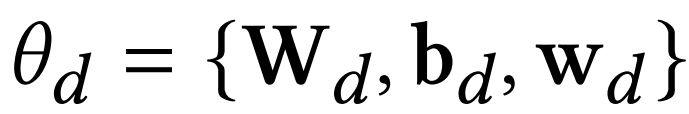 θ_d = {𝐖_d, 𝐛_d, 𝐰_d}